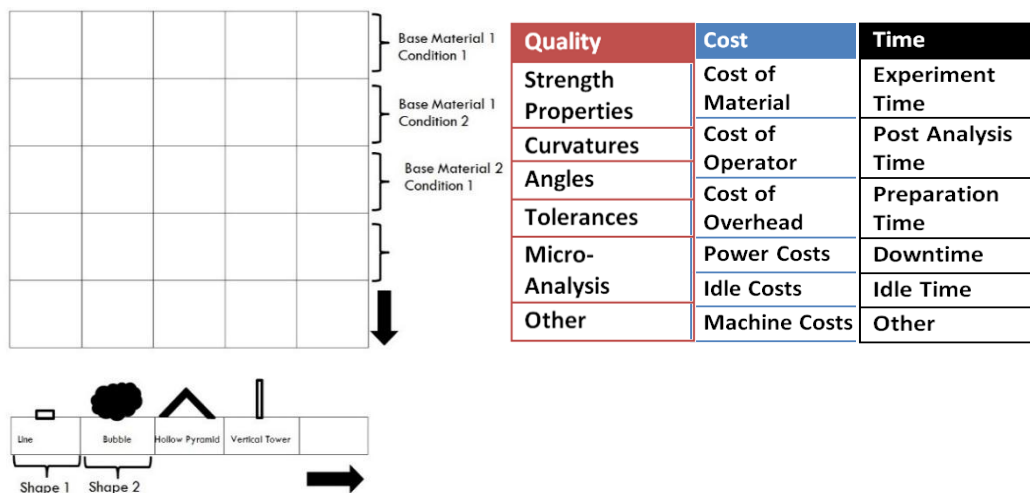 Base Material 1
Condition 1
Base Material 1
Condition 2
Base Material 2
Condition 1
Line
Bubble
Hollow Pyramid
Vertical Tower
Shape 1
Shape 2
Quality
Strength
Properties
Curvatures
Angles
Tolerances
Micro-
Analysis
Other
Cost
Cost of
Material
Cost of
Operator
Cost of
Overhead
Power Costs
Idle Costs
Machine Costs
Time
Experiment
Time
Post Analysis
Time
Preparation
Time
Downtime
Idle Time
Other